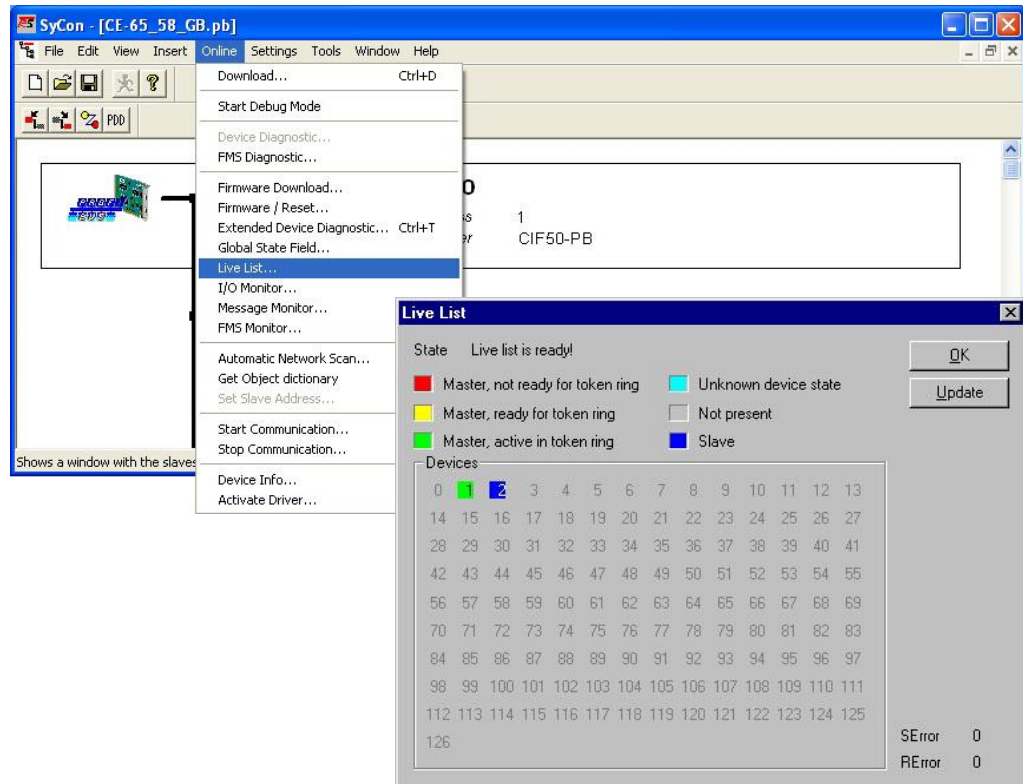 SyCon - [CE-65_58_GB.pb]
File Edit View Insert Online Settings Tools Window Help
PDD
Download... Ctrl+D
Start Debug Mode
Device Diagnostic...
FMS Diagnostic...
Firmware Download...
Firmware / Reset...
Extended Device Diagnostic... Ctrl+T
Global State Field...
Live List...
I/O Monitor...
Message Monitor...
FMS Monitor...
Automatic Network Scan...
Get Object dictionary
Set Slave Address...
Start Communication...
Stop Communication...
Device Info...
Activate Driver...
1
CIF50-PB
Shows a window with the slaves
Live List
State Live list is ready!
OK
Master, not ready for token ring Unknown device state
Update
Master, ready for token ring Not present
Master, active in token ring Slave
Devices
0 1 2 3 4 5 6 7 8 9 10 11 12 13
14 15 16 17 18 19 20 21 22 23 24 25 26 27
28 29 30 31 32 33 34 35 36 37 38 39 40 41
42 43 44 45 46 47 48 49 50 51 52 53 54 55
56 57 58 59 60 61 62 63 64 65 66 67 68 69
70 71 72 73 74 75 76 77 78 79 80 81 82 83
84 85 86 87 88 89 90 91 92 93 94 95 96 97
98 99 100 101 102 103 104 105 106 107 108 109 110 111
112 113 114 115 116 117 118 119 120 121 122 123 124 125
126
SError 0
RError 0